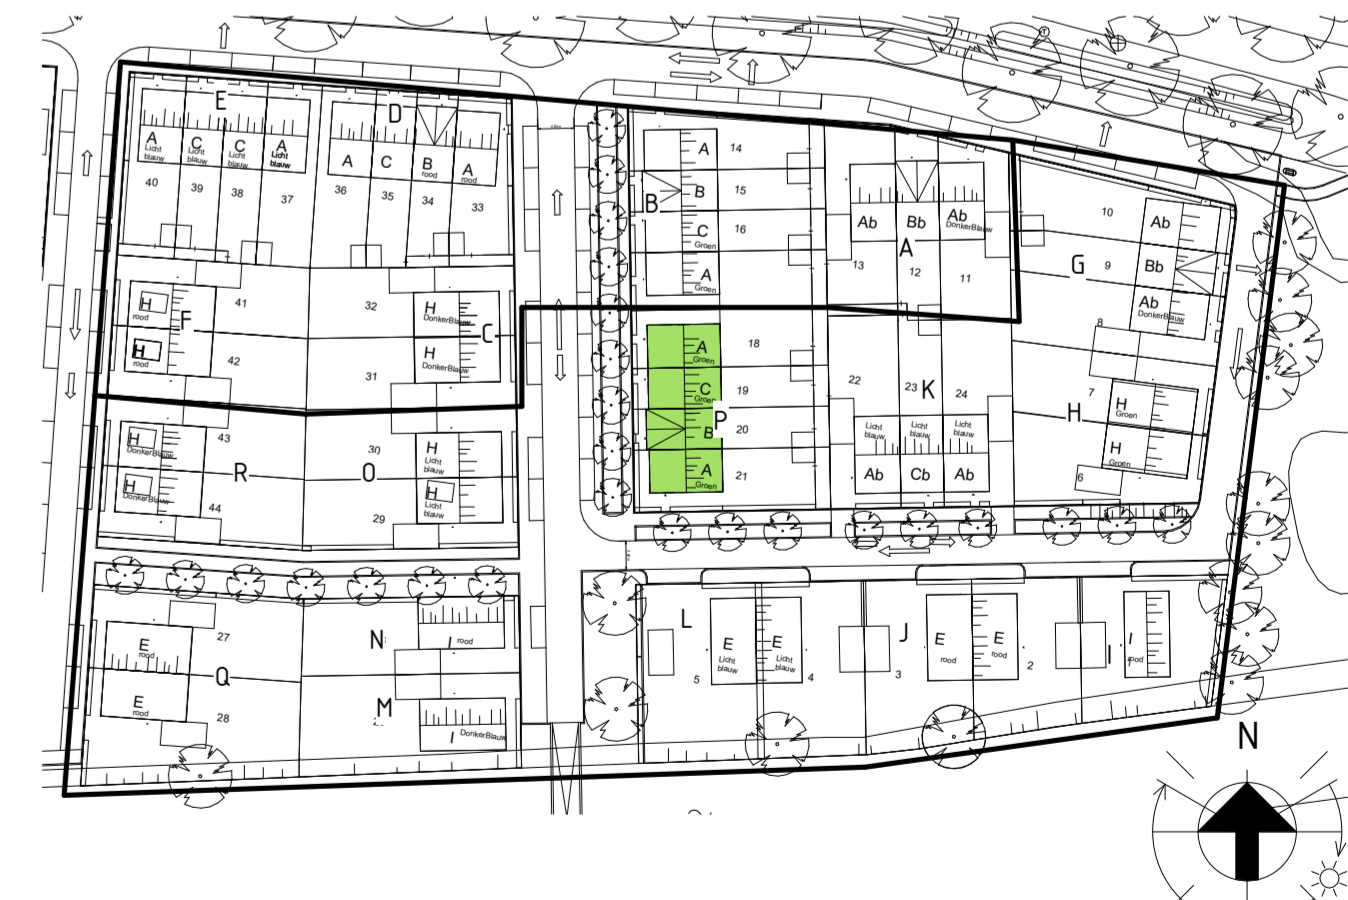 E
A
Licht
blauw
C
Licht
blauw
C
Licht
blauw
A
Licht
blauw
40
39
38
37
D
A
C
B
rood
A
rood
36
35
34
33
B
A
14
B
15
C
Groen
16
A
Groen
A
Ab
Bb
Ab
DonkerBlauw
13
12
11
G
10
Ab
9
Bb
Ab
DonkerBlauw
8
F
H
rood
41
H
rood
42
C
32
H
DonkerBlauw
31
H
DonkerBlauw
P
A
Groen
18
C
Groen
19
B
20
A
Groen
21
K
22
23
24
Licht
blauw
Licht
blauw
Licht
blauw
Ab
Cb
Ab
H
7
H
Groen
H
Groen
6
R
H
DonkerBlauw
43
H
DonkerBlauw
44
O
30
H
Licht
blauw
29
H
Licht
blauw
Q
E
rood
27
E
rood
28
N
I rood
M
I DonkerBlauw
L
E
Licht
blauw
E
Licht
blauw
5
4
J
E
rood
E
rood
3
2
I
I
rood
N